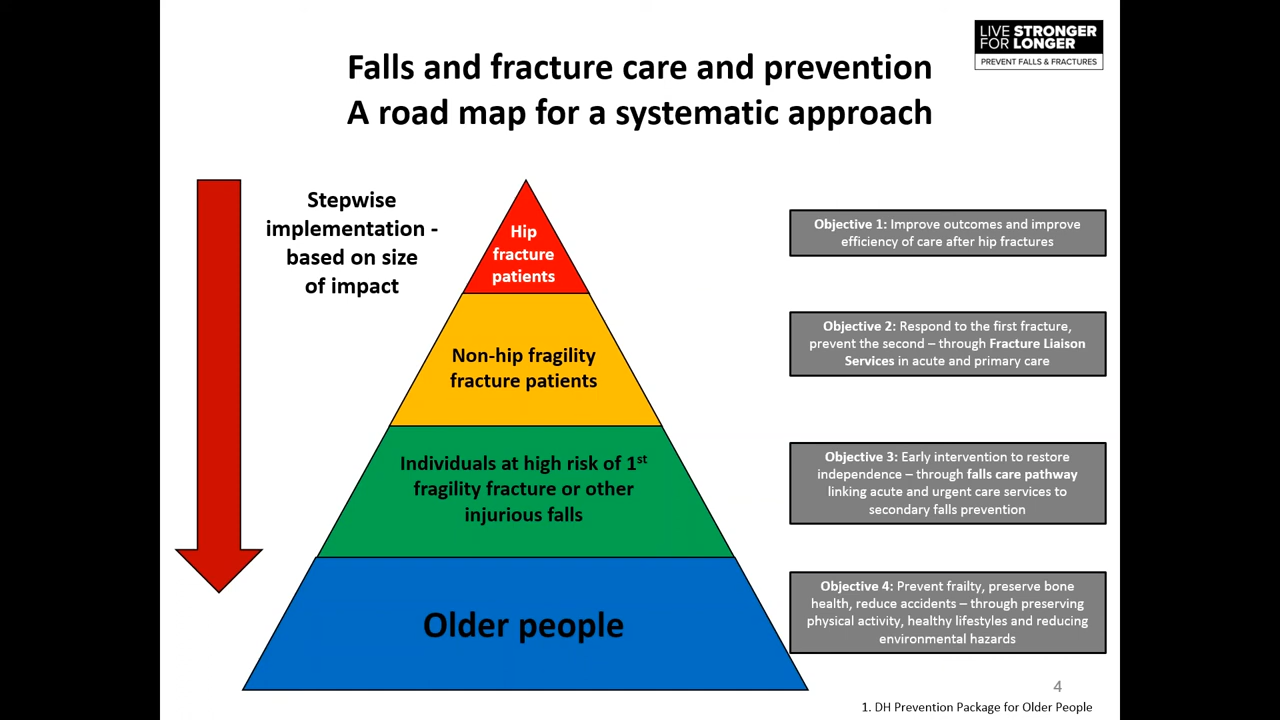 LIVE STRONGER
FOR LONGER
PREVENT FALLS & FRACTURES
Falls and fracture care and prevention
A road map for a systematic approach
Stepwise
implementation -
based on size
of impact
Hip
fracture
patients
Objective 1: Improve outcomes and improve
efficiency of care after hip fractures
Non-hip fragility
fracture patients
Objective 2: Respond to the first fracture,
prevent the second – through Fracture Liaison
Services in acute and primary care
Individuals at high risk of 1st
fragility fracture or other
injurious falls
Objective 3: Early intervention to restore
independence – through falls care pathway
linking acute and urgent care services to
secondary falls prevention
Older people
Objective 4: Prevent frailty, preserve bone
health, reduce accidents – through preserving
physical activity, healthy lifestyles and reducing
environmental hazards
4
1. DH Prevention Package for Older People